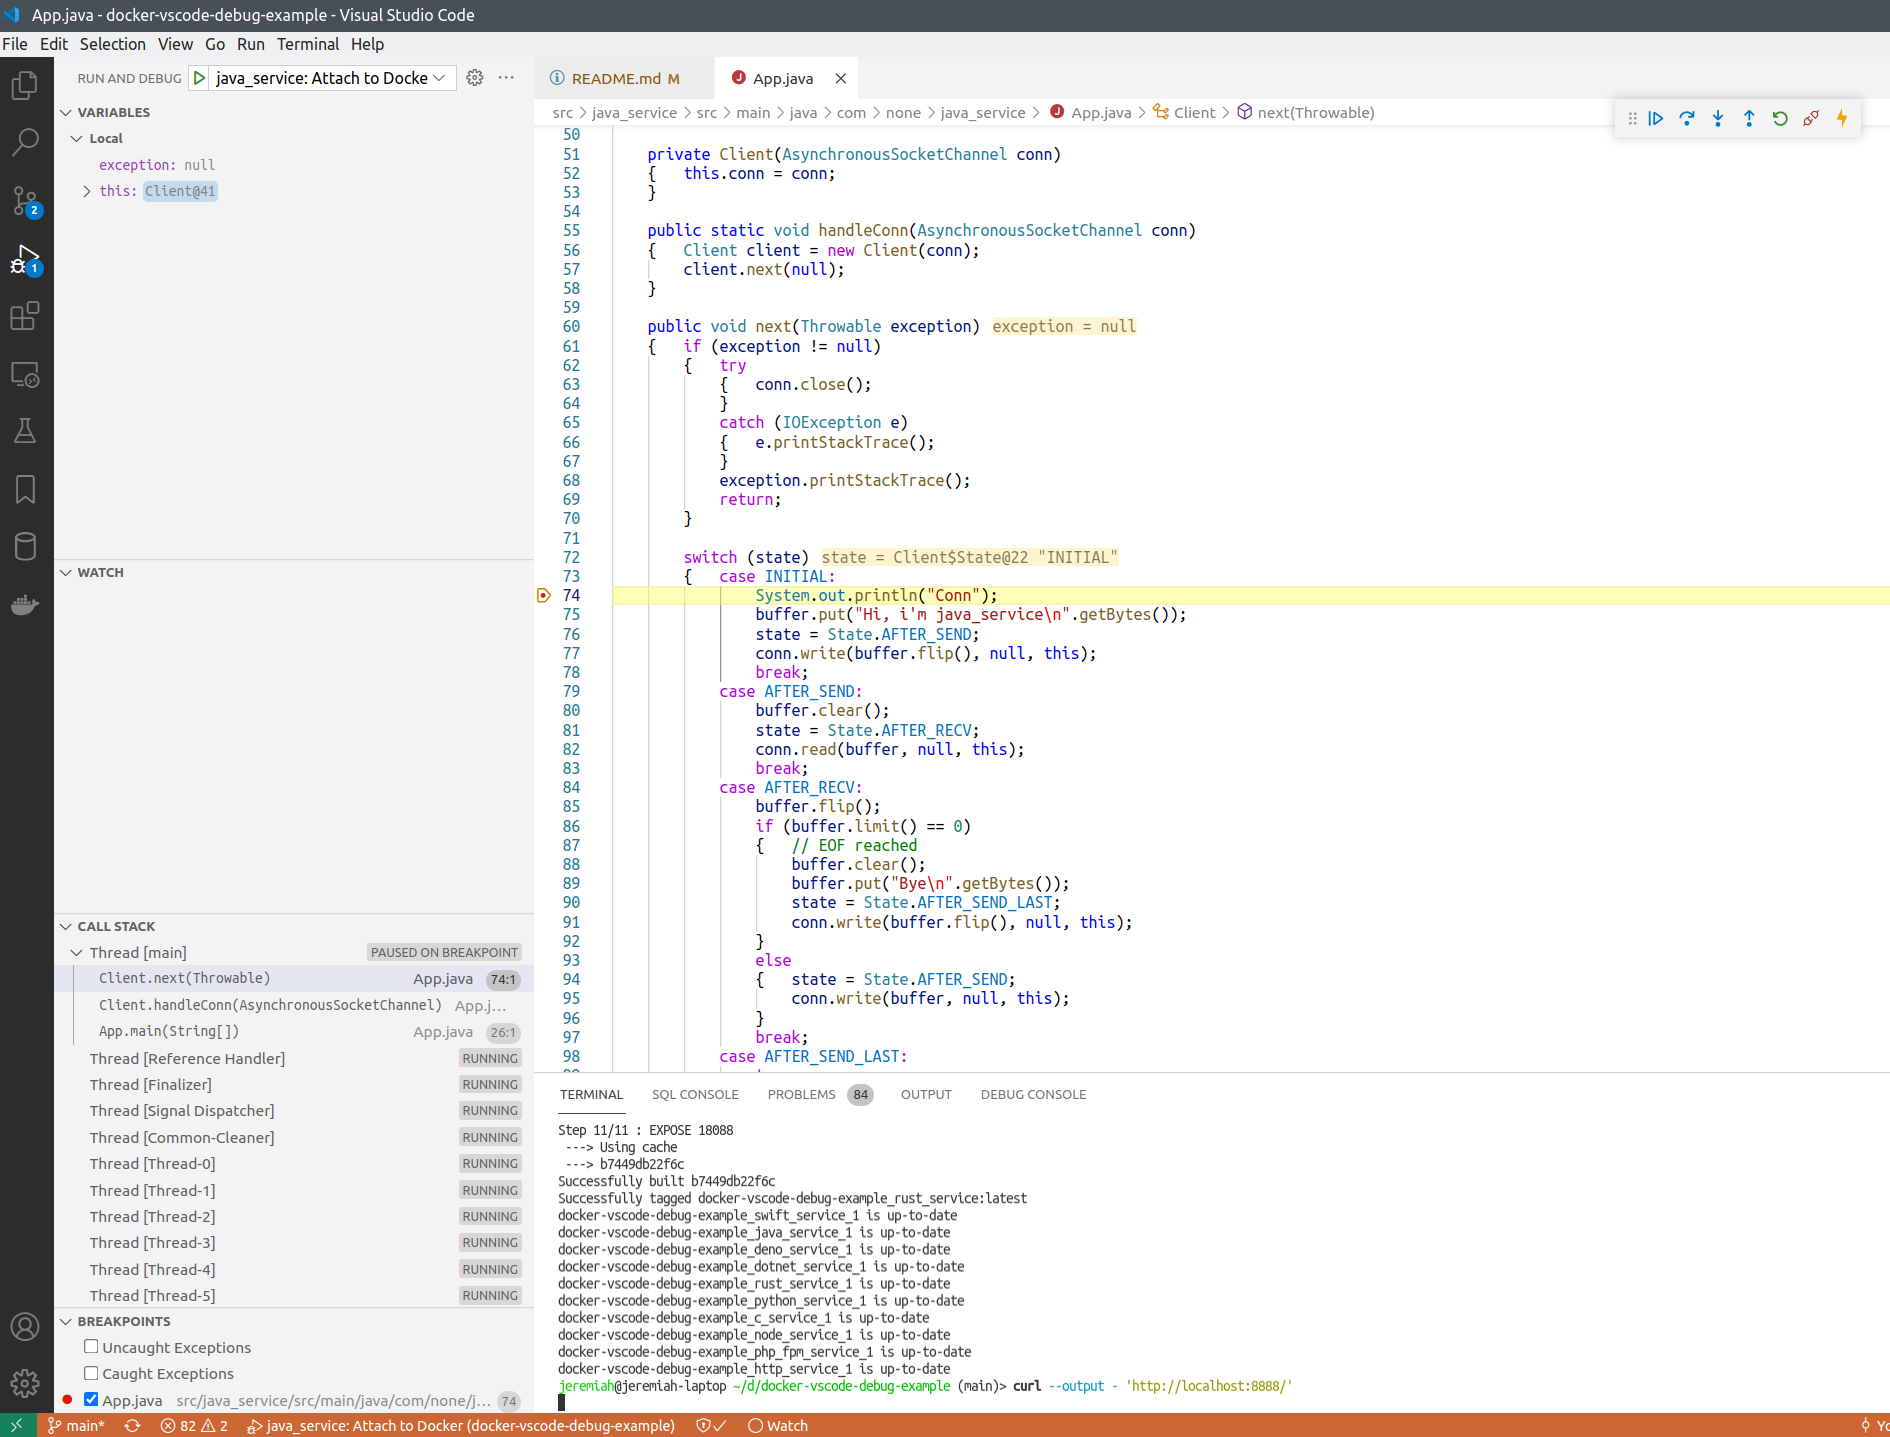 App.java - docker-vscode-debug-example - Visual Studio Code
File Edit Selection View Go Run Terminal Help
RUN AND DEBUG java_service: Attach to Docke
VARIABLES
Local
exception: null
this: Client@41
2
1
WATCH
CALL STACK
Thread [main] PAUSED ON BREAKPOINT
Client.next(Throwable) App.java 74:1
Client.handleConn(AsynchronousSocketChannel) App.j...
App.main(String[]) App.java 26:1
Thread [Reference Handler] RUNNING
Thread [Finalizer] RUNNING
Thread [Signal Dispatcher] RUNNING
Thread [Common-Cleaner] RUNNING
Thread [Thread-0] RUNNING
Thread [Thread-1] RUNNING
Thread [Thread-2] RUNNING
Thread [Thread-3] RUNNING
Thread [Thread-4] RUNNING
Thread [Thread-5] RUNNING
BREAKPOINTS
Uncaught Exceptions
Caught Exceptions
App.java src/java_service/src/main/java/com/none/j... 74
README.md M App.java
src > java_service > src > main > java > com > none > java_service > App.java > Client > next(Throwable)
50
51 private Client(AsynchronousSocketChannel conn)
52 { this.conn = conn;
53 }
54
55 public static void handleConn(AsynchronousSocketChannel conn)
56 { Client client = new Client(conn);
57 client.next(null);
58 }
59
60 public void next(Throwable exception) exception = null
61 { if (exception != null)
62 { try
63 { conn.close();
64 }
65 catch (IOException e)
66 { e.printStackTrace();
67 }
68 exception.printStackTrace();
69 return;
70 }
71
72 switch (state) state = Client$State@22 "INITIAL"
73 { case INITIAL:
74 System.out.println("Conn");
75 buffer.put("Hi, i'm java_service\n".getBytes());
76 state = State.AFTER_SEND;
77 conn.write(buffer.flip(), null, this);
78 break;
79 case AFTER_SEND:
80 buffer.clear();
81 state = State.AFTER_RECV;
82 conn.read(buffer, null, this);
83 break;
84 case AFTER_RECV:
85 buffer.flip();
86 if (buffer.limit() == 0)
87 { // EOF reached
88 buffer.clear();
89 buffer.put("Bye\n".getBytes());
90 state = State.AFTER_SEND_LAST;
91 conn.write(buffer.flip(), null, this);
92 }
93 else
94 { state = State.AFTER_SEND;
95 conn.write(buffer, null, this);
96 }
97 break;
98 case AFTER_SEND_LAST:
TERMINAL SQL CONSOLE PROBLEMS 84 OUTPUT DEBUG CONSOLE
Step 11/11 : EXPOSE 18088
---> Using cache
---> b7449db22f6c
Successfully built b7449db22f6c
Successfully tagged docker-vscode-debug-example_rust_service:latest
docker-vscode-debug-example_swift_service_1 is up-to-date
docker-vscode-debug-example_java_service_1 is up-to-date
docker-vscode-debug-example_deno_service_1 is up-to-date
docker-vscode-debug-example_dotnet_service_1 is up-to-date
docker-vscode-debug-example_rust_service_1 is up-to-date
docker-vscode-debug-example_python_service_1 is up-to-date
docker-vscode-debug-example_c_service_1 is up-to-date
docker-vscode-debug-example_node_service_1 is up-to-date
docker-vscode-debug-example_php_fpm_service_1 is up-to-date
docker-vscode-debug-example_http_service_1 is up-to-date
jeremiah@jeremiah-laptop ~/d/docker-vscode-debug-example (main)> curl --output - 'http://localhost:8888/'
main* 82 2 java_service: Attach to Docker (docker-vscode-debug-example) Watch